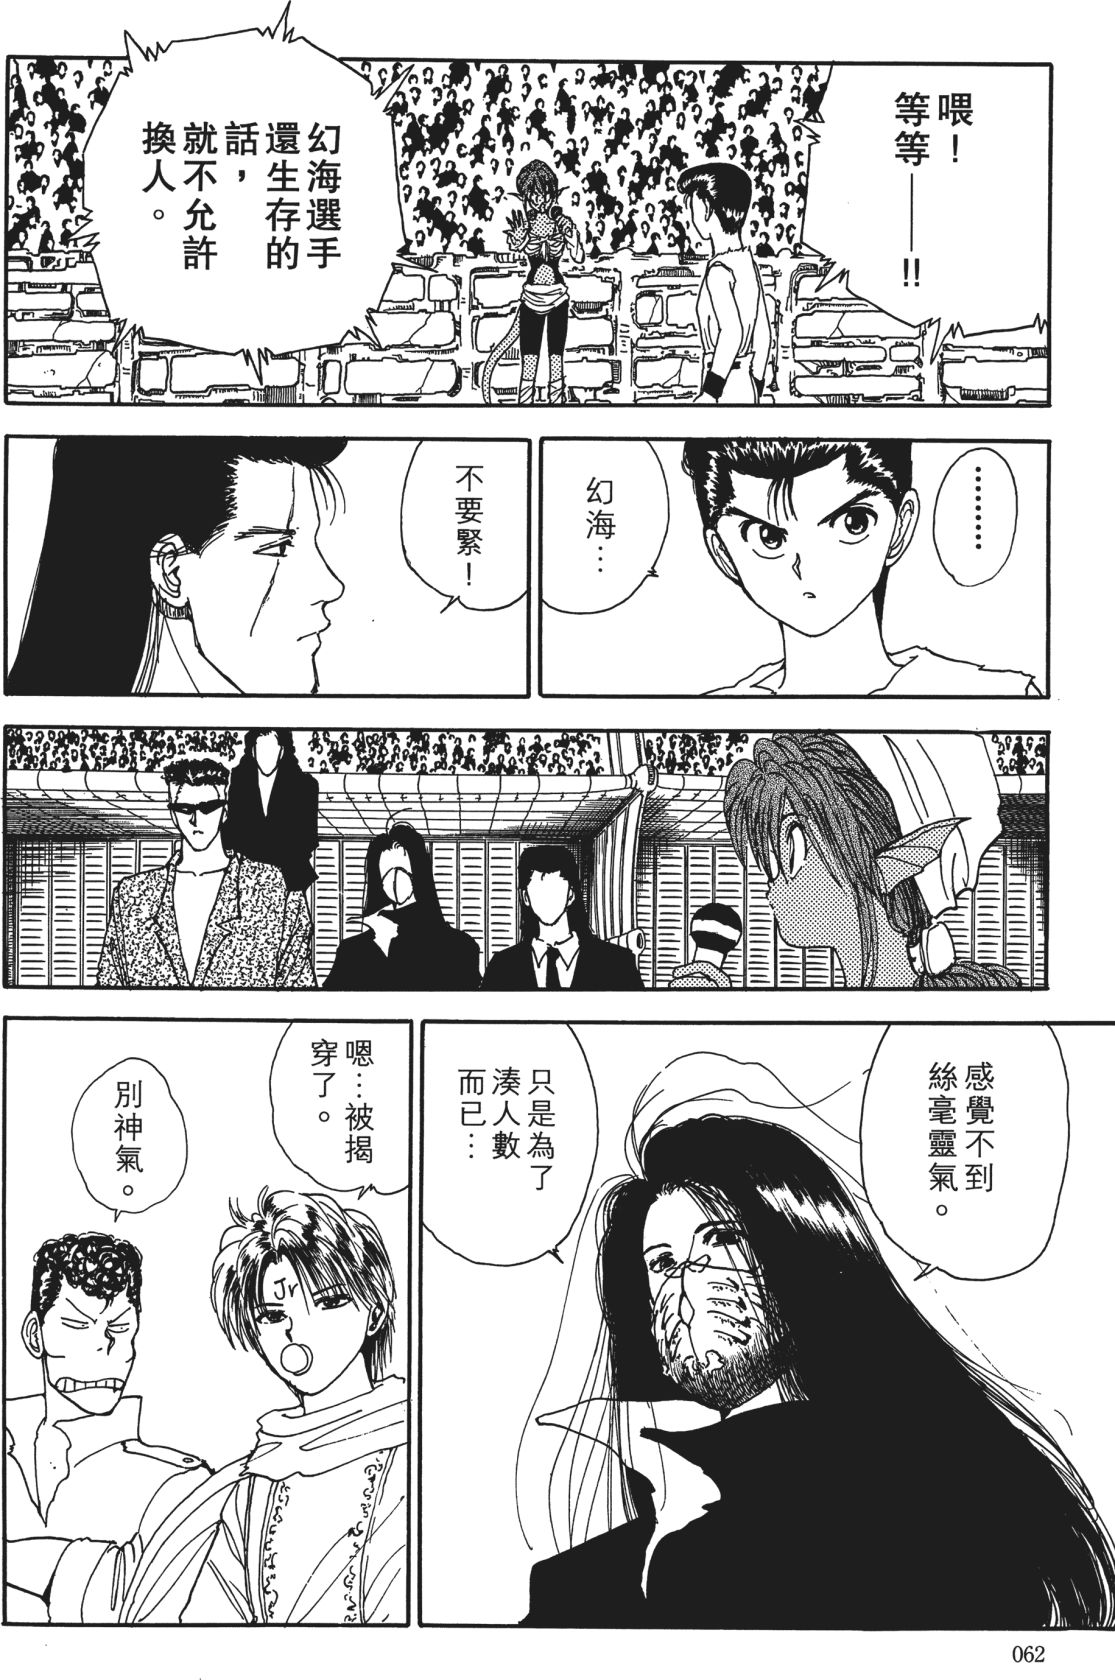 喂！
等等——!!
幻海選手
還生存的
話，
就不允許
換人。
………
幻海…
不要緊！
感覺不到
絲毫靈氣。
只是為了
湊人數
而已…
嗯…被揭
穿了。
Jr
別神氣。
062